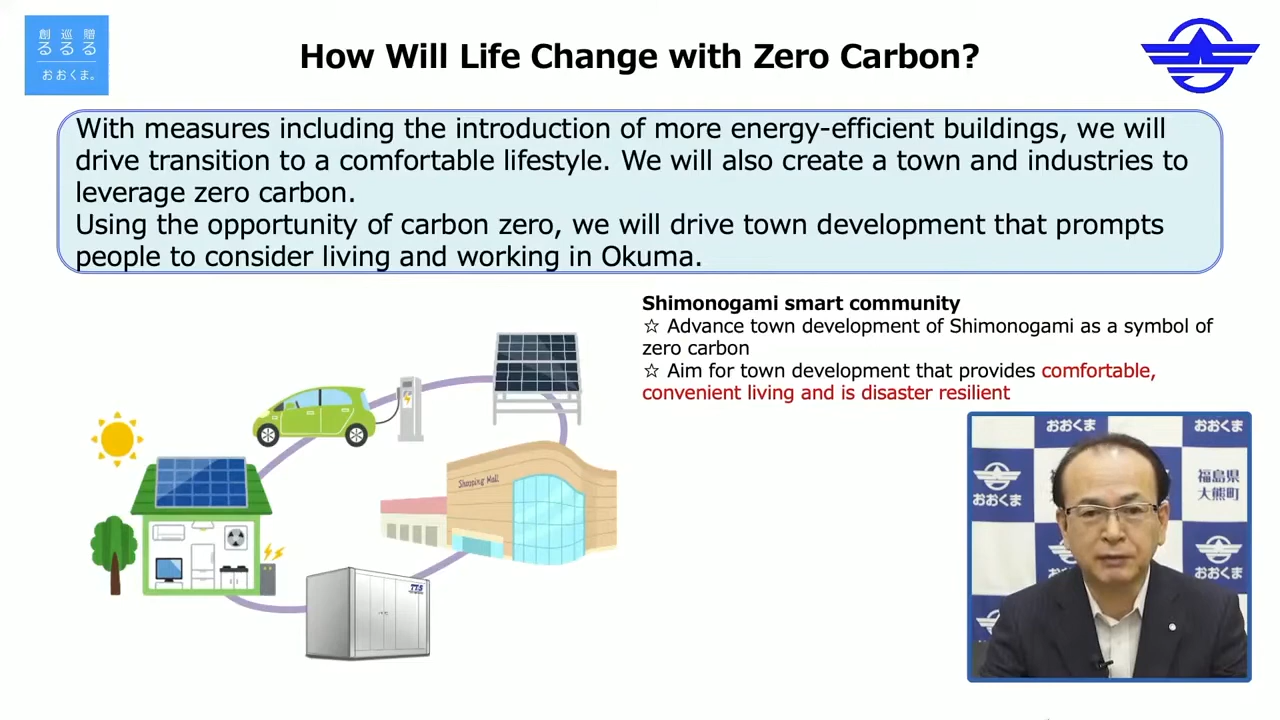 創 巡 贈
る る る
おおくま。
How Will Life Change with Zero Carbon?
With measures including the introduction of more energy-efficient buildings, we will
drive transition to a comfortable lifestyle. We will also create a town and industries to
leverage zero carbon.
Using the opportunity of carbon zero, we will drive town development that prompts
people to consider living and working in Okuma.
Shimonogami smart community
☆ Advance town development of Shimonogami as a symbol of
zero carbon
☆ Aim for town development that provides comfortable,
convenient living and is disaster resilient
Shopping Mall
おおくま
おおくま
福島県
大熊町
おおくま
おおくま